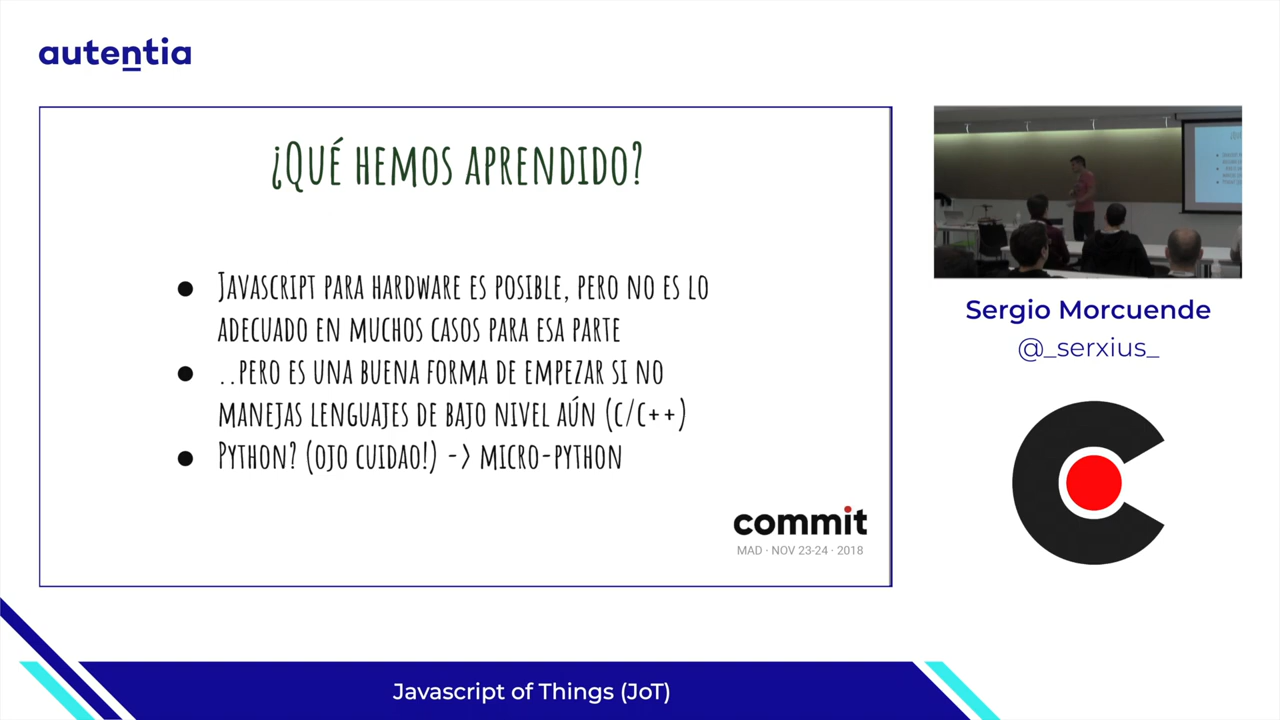 autentia
¿Qué hemos aprendido?
Javascript para hardware es posible, pero no es lo
adecuado en muchos casos para esa parte
..pero es una buena forma de empezar si no
manejas lenguajes de bajo nivel aún (c/c++)
Python? (ojo cuidao!) -> micro-python
commit
MAD · NOV 23-24 · 2018
Sergio Morcuende
@_serxius_
Javascript of Things (JoT)